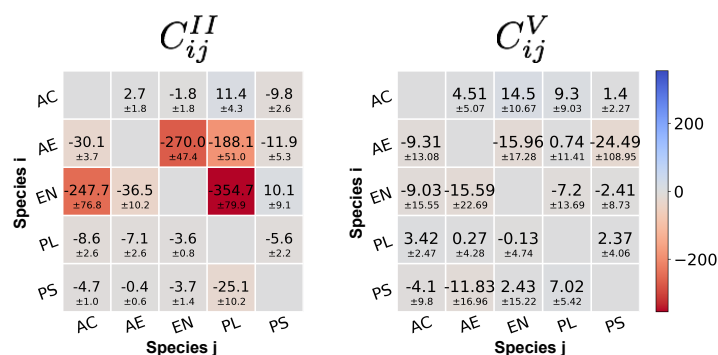 C_{ij}^{II}
C_{ij}^{V}
AC 2.7 -1.8 11.4 -9.8
±1.8 ±1.8 ±4.3 ±2.6
AE -30.1 -270.0 -188.1 -11.9
±3.7 ±47.4 ±51.0 ±5.3
EN -247.7 -36.5 -354.7 10.1
±76.8 ±10.2 ±79.9 ±9.1
PL -8.6 -7.1 -3.6 -5.6
±2.6 ±2.6 ±0.8 ±2.2
PS -4.7 -0.4 -3.7 -25.1
±1.0 ±0.6 ±1.4 ±10.2
AC AE EN PL PS
Species i
Species j
AC 4.51 14.5 9.3 1.4
±5.07 ±10.67 ±9.03 ±2.27
AE -9.31 -15.96 0.74 -24.49
±13.08 ±17.28 ±11.41 ±108.95
EN -9.03 -15.59 -7.2 -2.41
±15.55 ±22.69 ±13.69 ±8.73
PL 3.42 0.27 -0.13 2.37
±2.47 ±4.28 ±4.74 ±4.06
PS -4.1 -11.83 2.43 7.02
±9.8 ±16.96 ±15.22 ±5.42
AC AE EN PL PS
Species i
Species j
200
0
−200